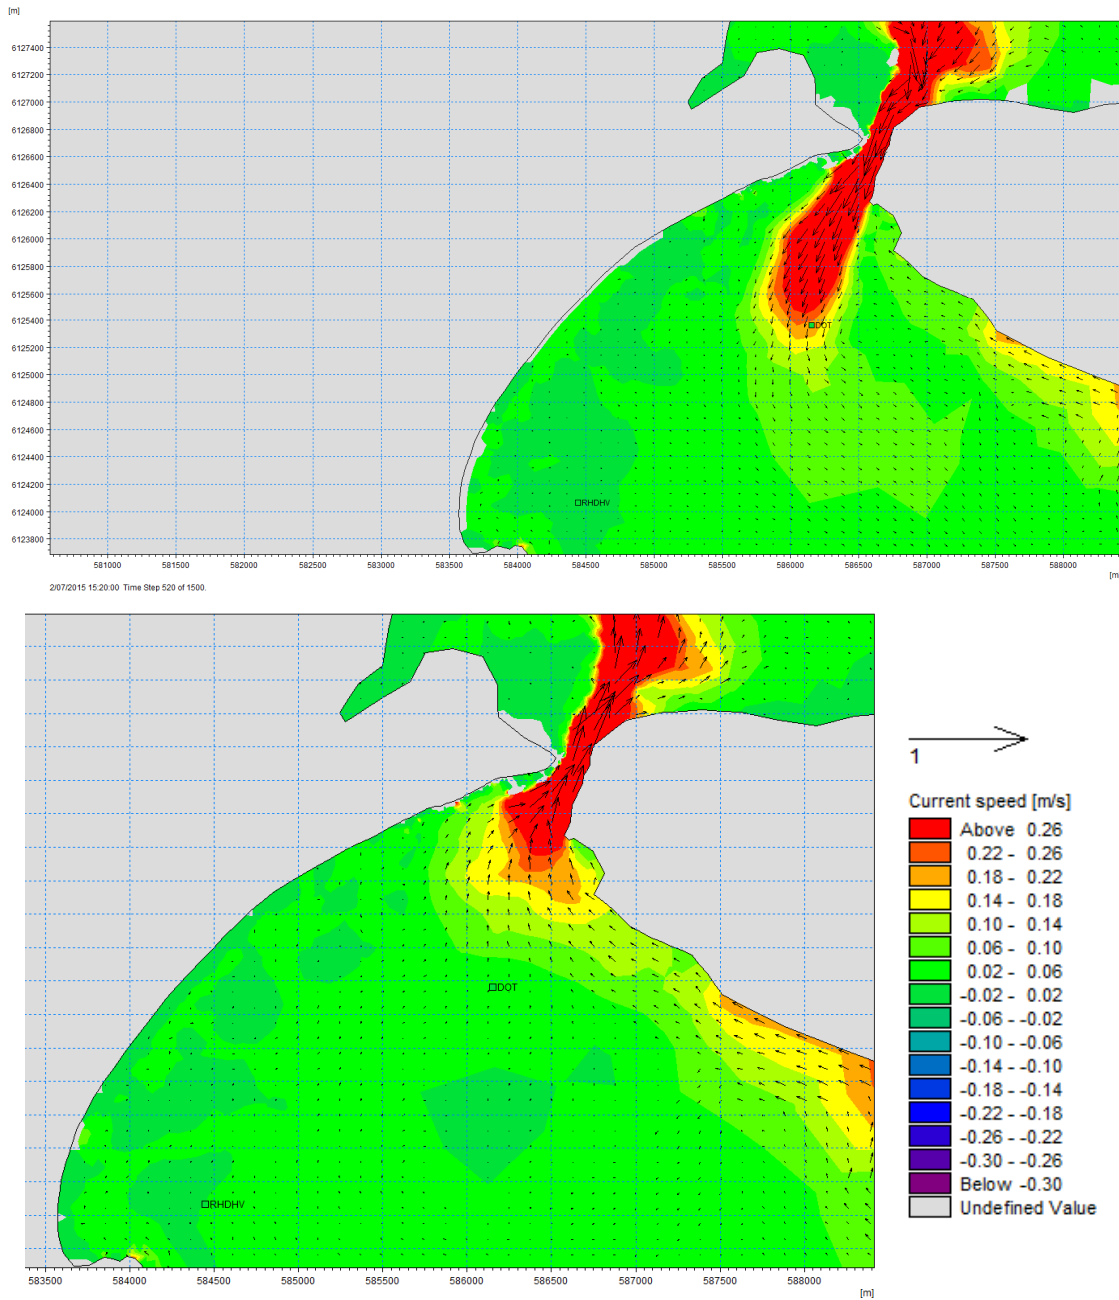 [m]
6127400
6127200
6127000
6126800
6126600
6126400
6126200
6126000
6125800
6125600
6125400
6125200
6125000
6124800
6124600
6124400
6124200
6124000
6123800
DOT
RHDHV
581000 581500 582000 582500 583000 583500 584000 584500 585000 585500 586000 586500 587000 587500 588000
[m]
2/07/2015 15:20:00 Time Step 520 of 1500.
DOT
RHDHV
583500 584000 584500 585000 585500 586000 586500 587000 587500 588000
[m]
1
Current speed [m/s]
Above 0.26
0.22 - 0.26
0.18 - 0.22
0.14 - 0.18
0.10 - 0.14
0.06 - 0.10
0.02 - 0.06
-0.02 - 0.02
-0.06 - -0.02
-0.10 - -0.06
-0.14 - -0.10
-0.18 - -0.14
-0.22 - -0.18
-0.26 - -0.22
-0.30 - -0.26
Below -0.30
Undefined Value